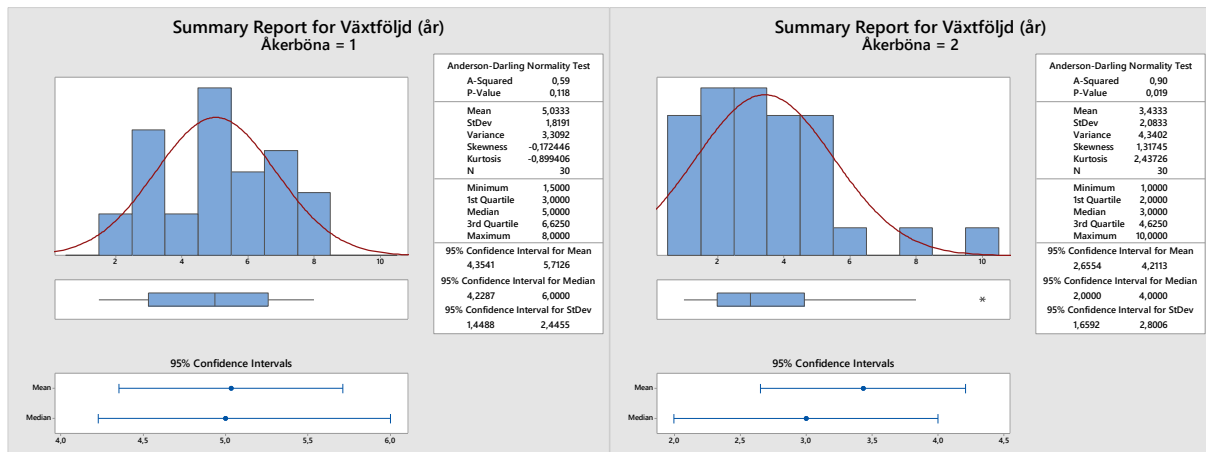 Summary Report for Växtföljd (år)
Åkerböna = 1
Anderson-Darling Normality Test
A-Squared 0,59
P-Value 0,118
Mean 5,0333
StDev 1,8191
Variance 3,3092
Skewness -0,172446
Kurtosis -0,899406
N 30
Minimum 1,5000
1st Quartile 3,0000
Median 5,0000
3rd Quartile 6,6250
Maximum 8,0000
95% Confidence Interval for Mean
4,3541 5,7126
95% Confidence Interval for Median
4,2287 6,0000
95% Confidence Interval for StDev
1,4488 2,4455
2 4 6 8 10
95% Confidence Intervals
Mean
Median
4,0 4,5 5,0 5,5 6,0
Summary Report for Växtföljd (år)
Åkerböna = 2
Anderson-Darling Normality Test
A-Squared 0,90
P-Value 0,019
Mean 3,4333
StDev 2,0833
Variance 4,3402
Skewness 1,31745
Kurtosis 2,43726
N 30
Minimum 1,0000
1st Quartile 2,0000
Median 3,0000
3rd Quartile 4,6250
Maximum 10,0000
95% Confidence Interval for Mean
2,6554 4,2113
95% Confidence Interval for Median
2,0000 4,0000
95% Confidence Interval for StDev
1,6592 2,8006
2 4 6 8 10
95% Confidence Intervals
Mean
Median
2,0 2,5 3,0 3,5 4,0 4,5